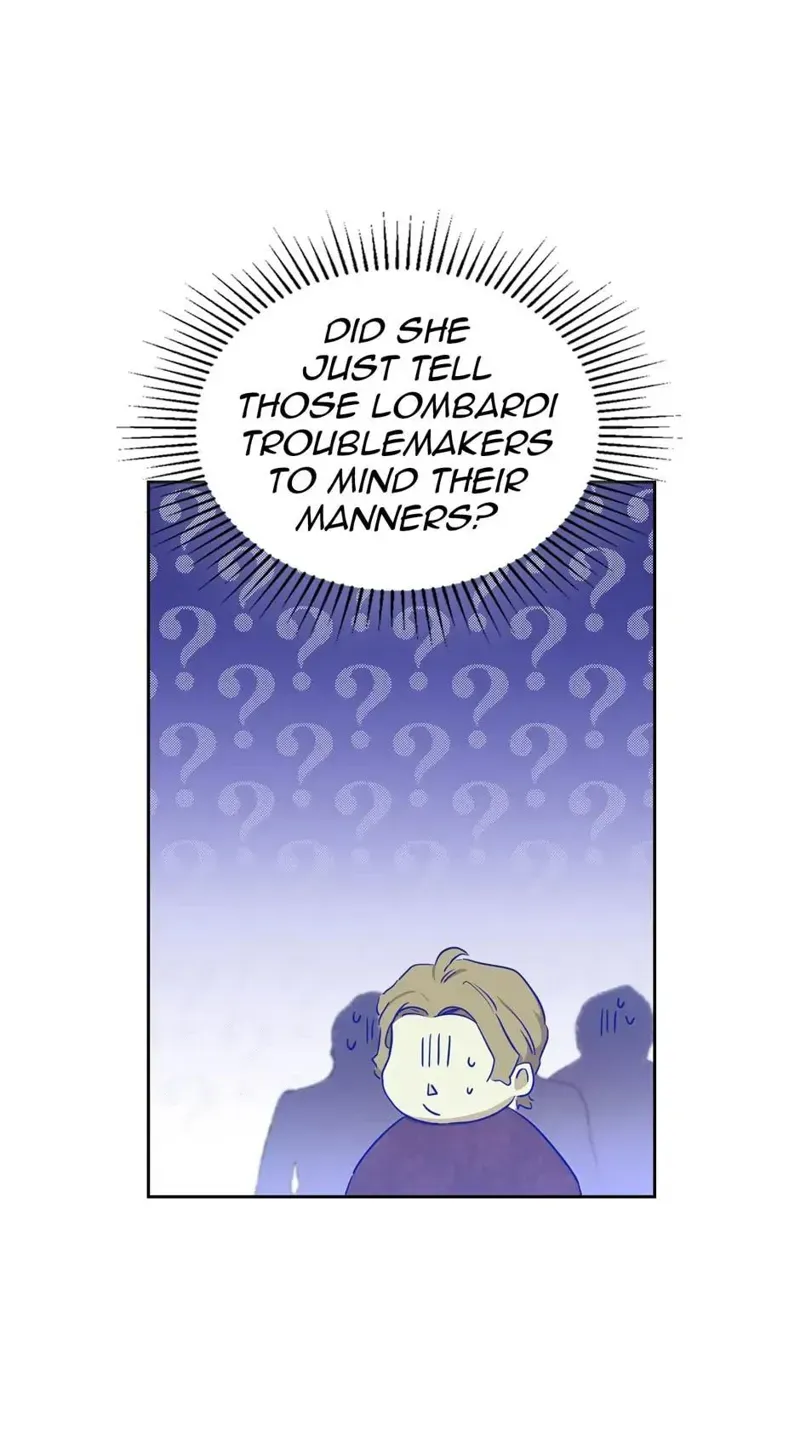 DID SHE
JUST TELL
THOSE LOMBARDI
TROUBLEMAKERS
TO MIND THEIR
MANNERS?